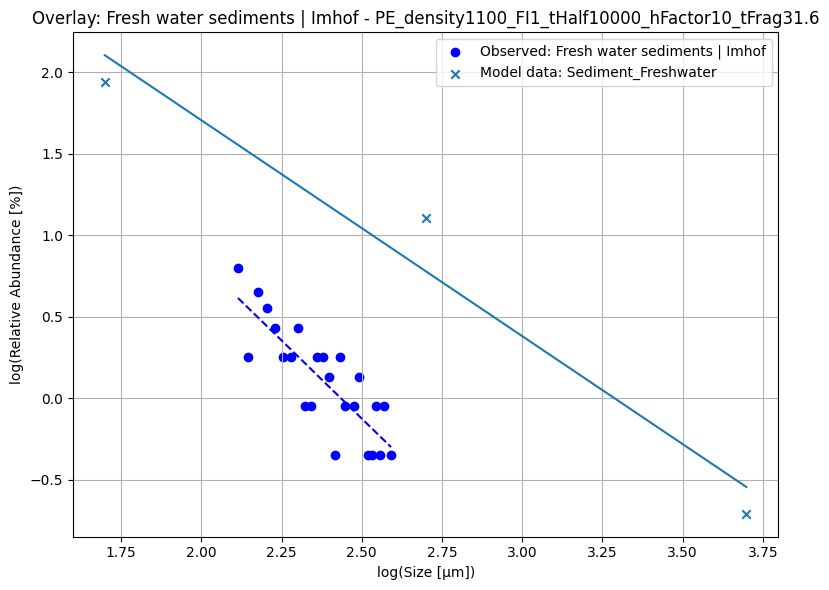 Overlay: Fresh water sediments | Imhof - PE_density1100_FI1_tHalf10000_hFactor10_tFrag31.6
Observed: Fresh water sediments | Imhof
Model data: Sediment_Freshwater
log(Relative Abundance [%])
2.0
1.5
1.0
0.5
0.0
−0.5
1.75 2.00 2.25 2.50 2.75 3.00 3.25 3.50 3.75
log(Size [µm])